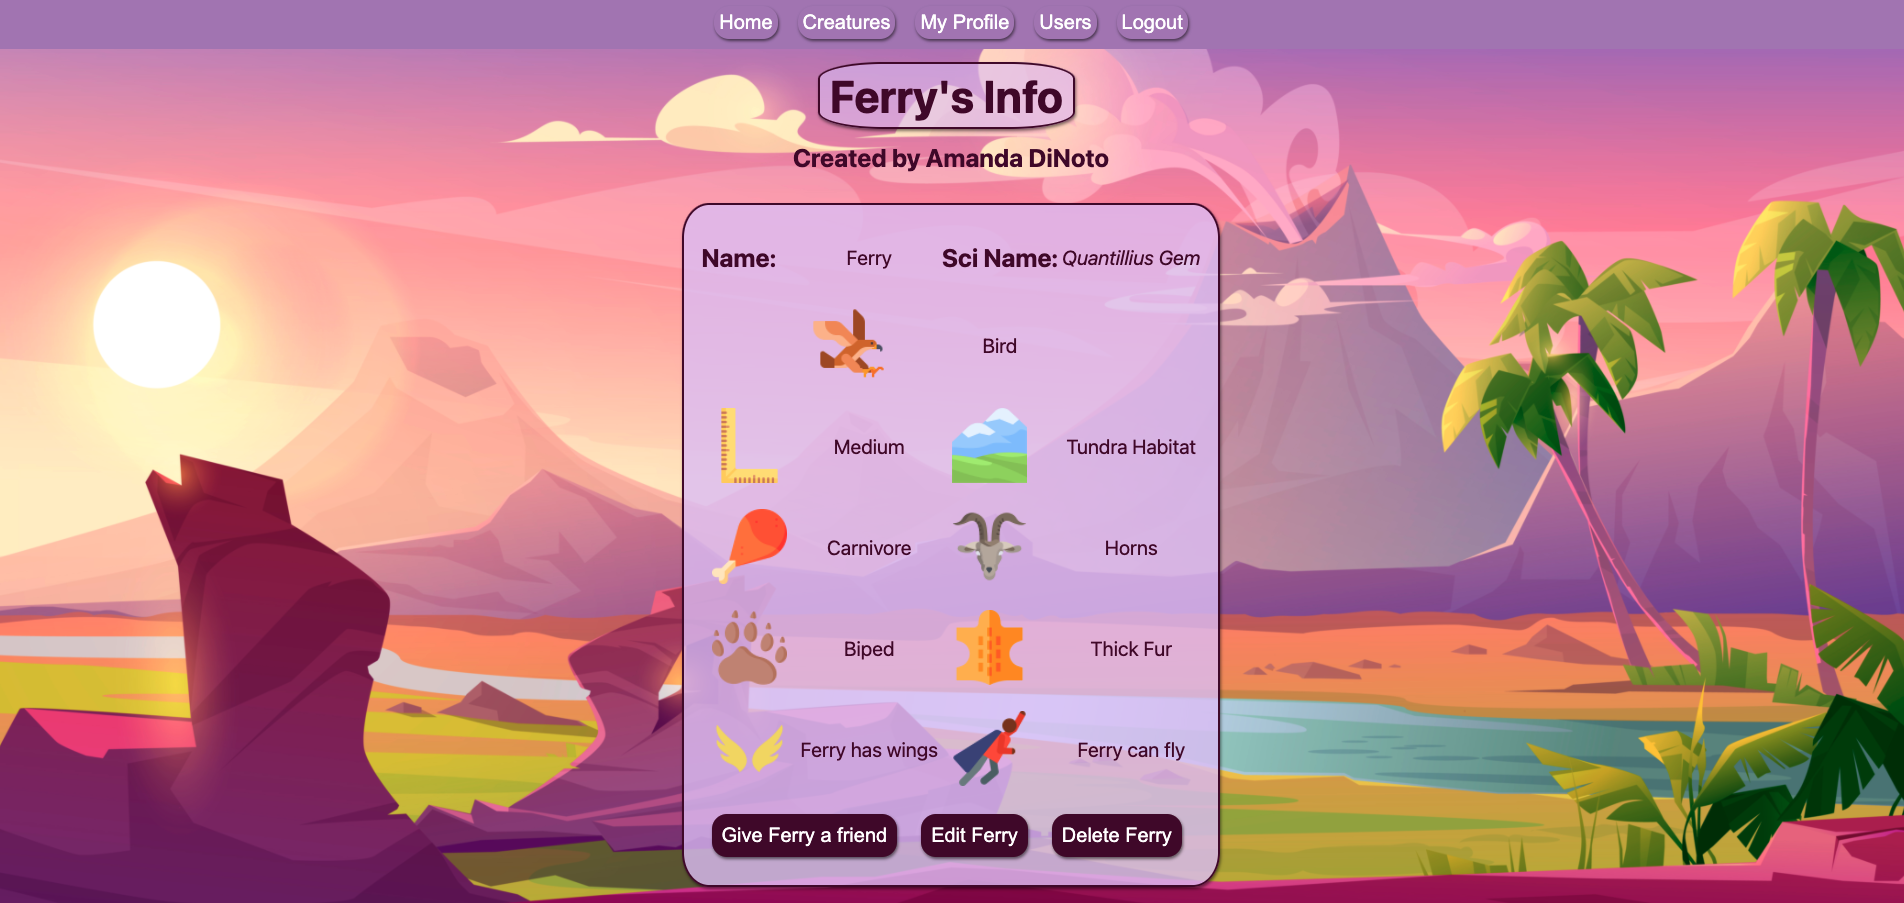 Home Creatures My Profile Users Logout
Ferry's Info
Created by Amanda DiNoto
Name: Ferry Sci Name: Quantillius Gem
Bird
Medium Tundra Habitat
Carnivore Horns
Biped Thick Fur
Ferry has wings Ferry can fly
Give Ferry a friend Edit Ferry Delete Ferry